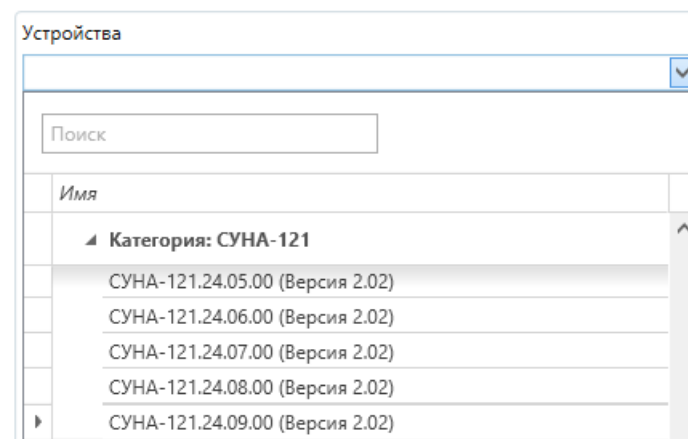 Устройства
Поиск
Имя
Категория: СУНА-121
СУНА-121.24.05.00 (Версия 2.02)
СУНА-121.24.06.00 (Версия 2.02)
СУНА-121.24.07.00 (Версия 2.02)
СУНА-121.24.08.00 (Версия 2.02)
СУНА-121.24.09.00 (Версия 2.02)